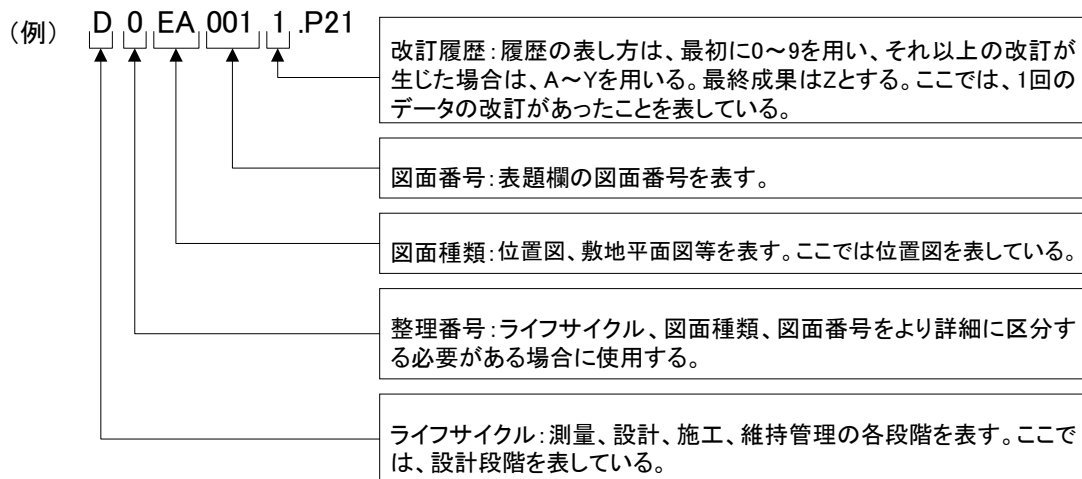 (例) D 0 EA 001 1 .P21
改訂履歴:履歴の表し方は、最初に0~9を用い、それ以上の改訂が
生じた場合は、A~Yを用いる。最終成果はZとする。ここでは、1回の
データの改訂があったことを表している。
図面番号:表題欄の図面番号を表す。
図面種類:位置図、敷地平面図等を表す。ここでは位置図を表している。
整理番号:ライフサイクル、図面種類、図面番号をより詳細に区分す
る必要がある場合に使用する。
ライフサイクル:測量、設計、施工、維持管理の各段階を表す。ここで
は、設計段階を表している。